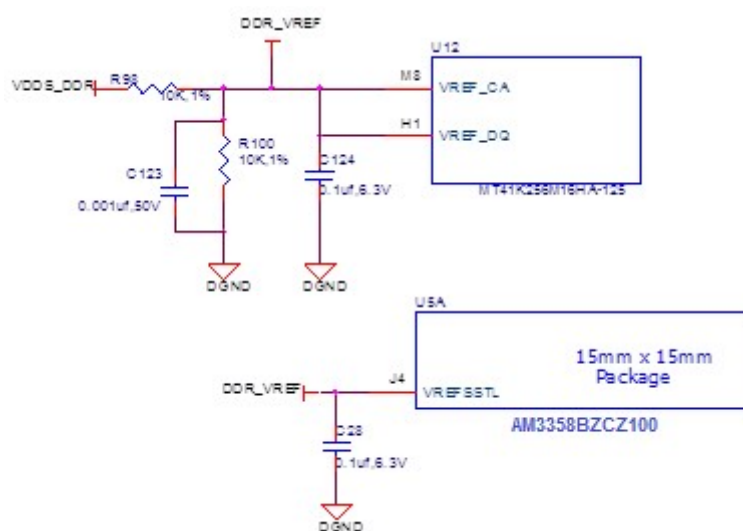 DDR_VREF
U12
VDDS_DDR
R98
10K,1%
M8
VREF_CA
H1
VREF_DQ
R100
10K,1%
C123
0.001uf,50V
C124
0.1uf,6.3V
MT41K256M16HA-125
DGND
DGND
U5A
15mm x 15mm
Package
DDR_VREF
J4
VREFSSTL
AM3358BZCZ100
C28
0.1uf,6.3V
DGND